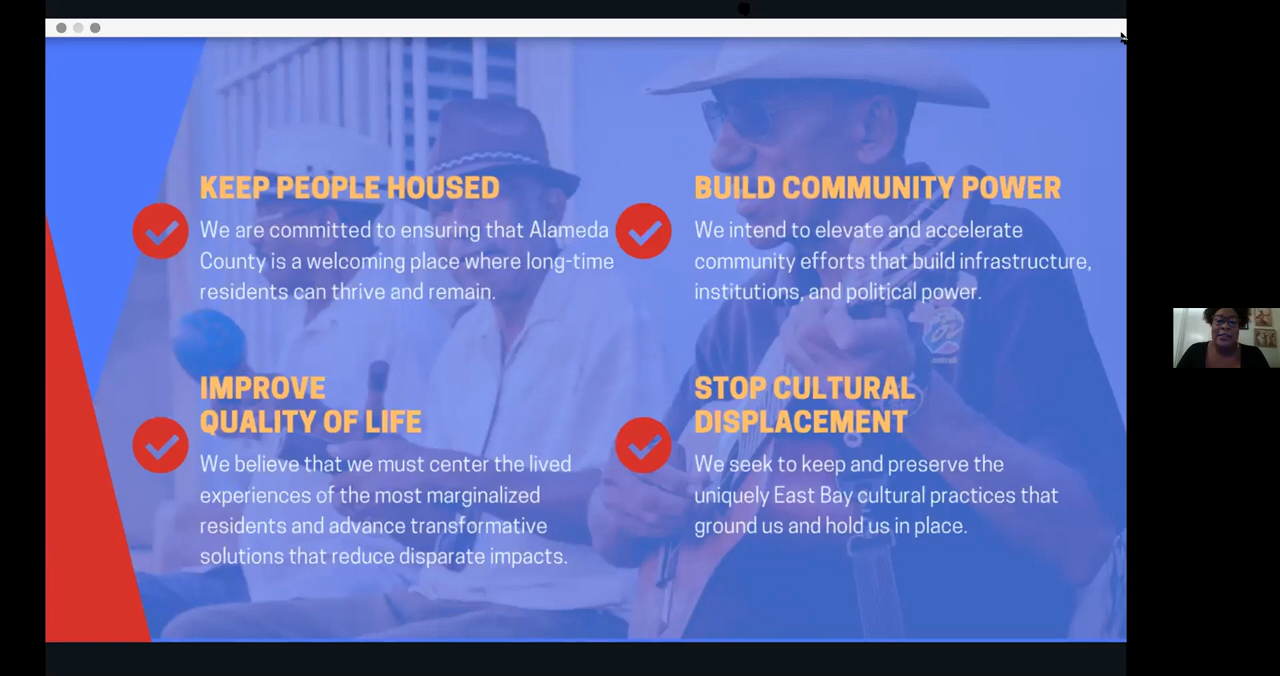 KEEP PEOPLE HOUSED
We are committed to ensuring that Alameda
County is a welcoming place where long-time
residents can thrive and remain.
BUILD COMMUNITY POWER
We intend to elevate and accelerate
community efforts that build infrastructure,
institutions, and political power.
IMPROVE
QUALITY OF LIFE
We believe that we must center the lived
experiences of the most marginalized
residents and advance transformative
solutions that reduce disparate impacts.
STOP CULTURAL
DISPLACEMENT
We seek to keep and preserve the
uniquely East Bay cultural practices that
ground us and hold us in place.